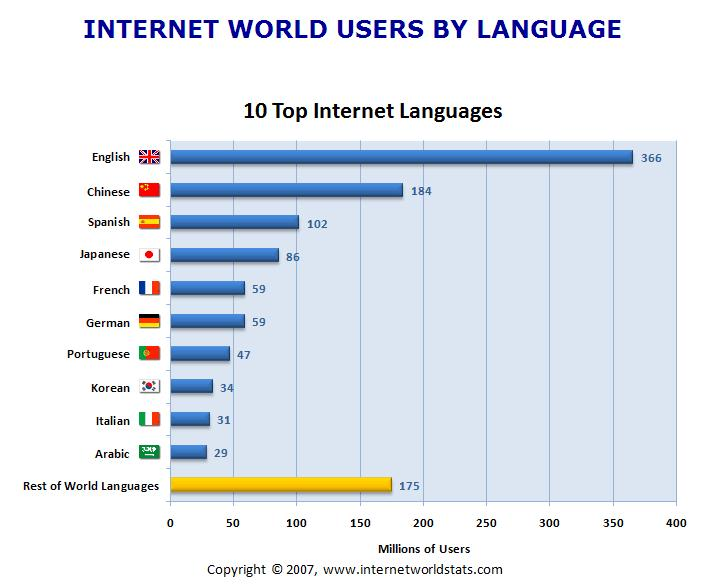 INTERNET WORLD USERS BY LANGUAGE
10 Top Internet Languages
English 366
Chinese 184
Spanish 102
Japanese 86
French 59
German 59
Portuguese 47
Korean 34
Italian 31
Arabic 29
Rest of World Languages 175
0 50 100 150 200 250 300 350 400
Millions of Users
Copyright © 2007, www.internetworldstats.com